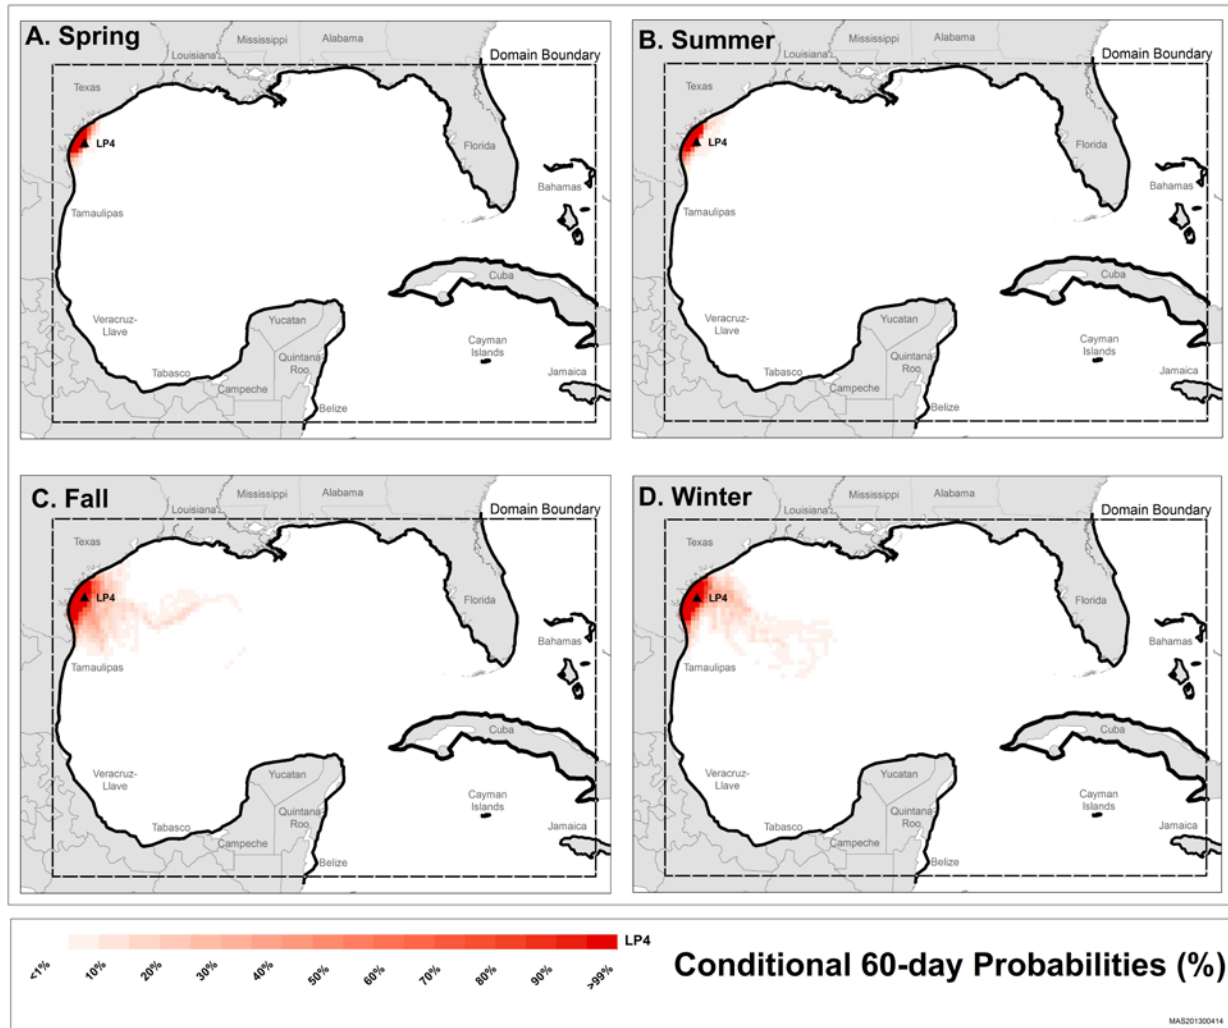 A. Spring
Mississippi
Alabama
Louisiana
Domain Boundary
Texas
LP4
Florida
Bahamas
Tamaulipas
Cuba
Veracruz-
Llave
Yucatan
Cayman
Islands
Quintana
Roo
Tabasco
Campeche
Jamaica
Belize
B. Summer
Mississippi
Alabama
Louisiana
Domain Boundary
Texas
LP4
Florida
Bahamas
Tamaulipas
Cuba
Veracruz-
Llave
Yucatan
Cayman
Islands
Quintana
Roo
Tabasco
Campeche
Jamaica
Belize
C. Fall
Mississippi
Alabama
Louisiana
Domain Boundary
Texas
LP4
Florida
Bahamas
Tamaulipas
Cuba
Veracruz-
Llave
Yucatan
Cayman
Islands
Quintana
Roo
Tabasco
Campeche
Jamaica
Belize
D. Winter
Mississippi
Alabama
Louisiana
Domain Boundary
Texas
LP4
Florida
Bahamas
Tamaulipas
Cuba
Veracruz-
Llave
Yucatan
Cayman
Islands
Quintana
Roo
Tabasco
Campeche
Jamaica
Belize
LP4
<1% 10% 20% 30% 40% 50% 60% 70% 80% 90% >99%
Conditional 60-day Probabilities (%)
MAS201300414